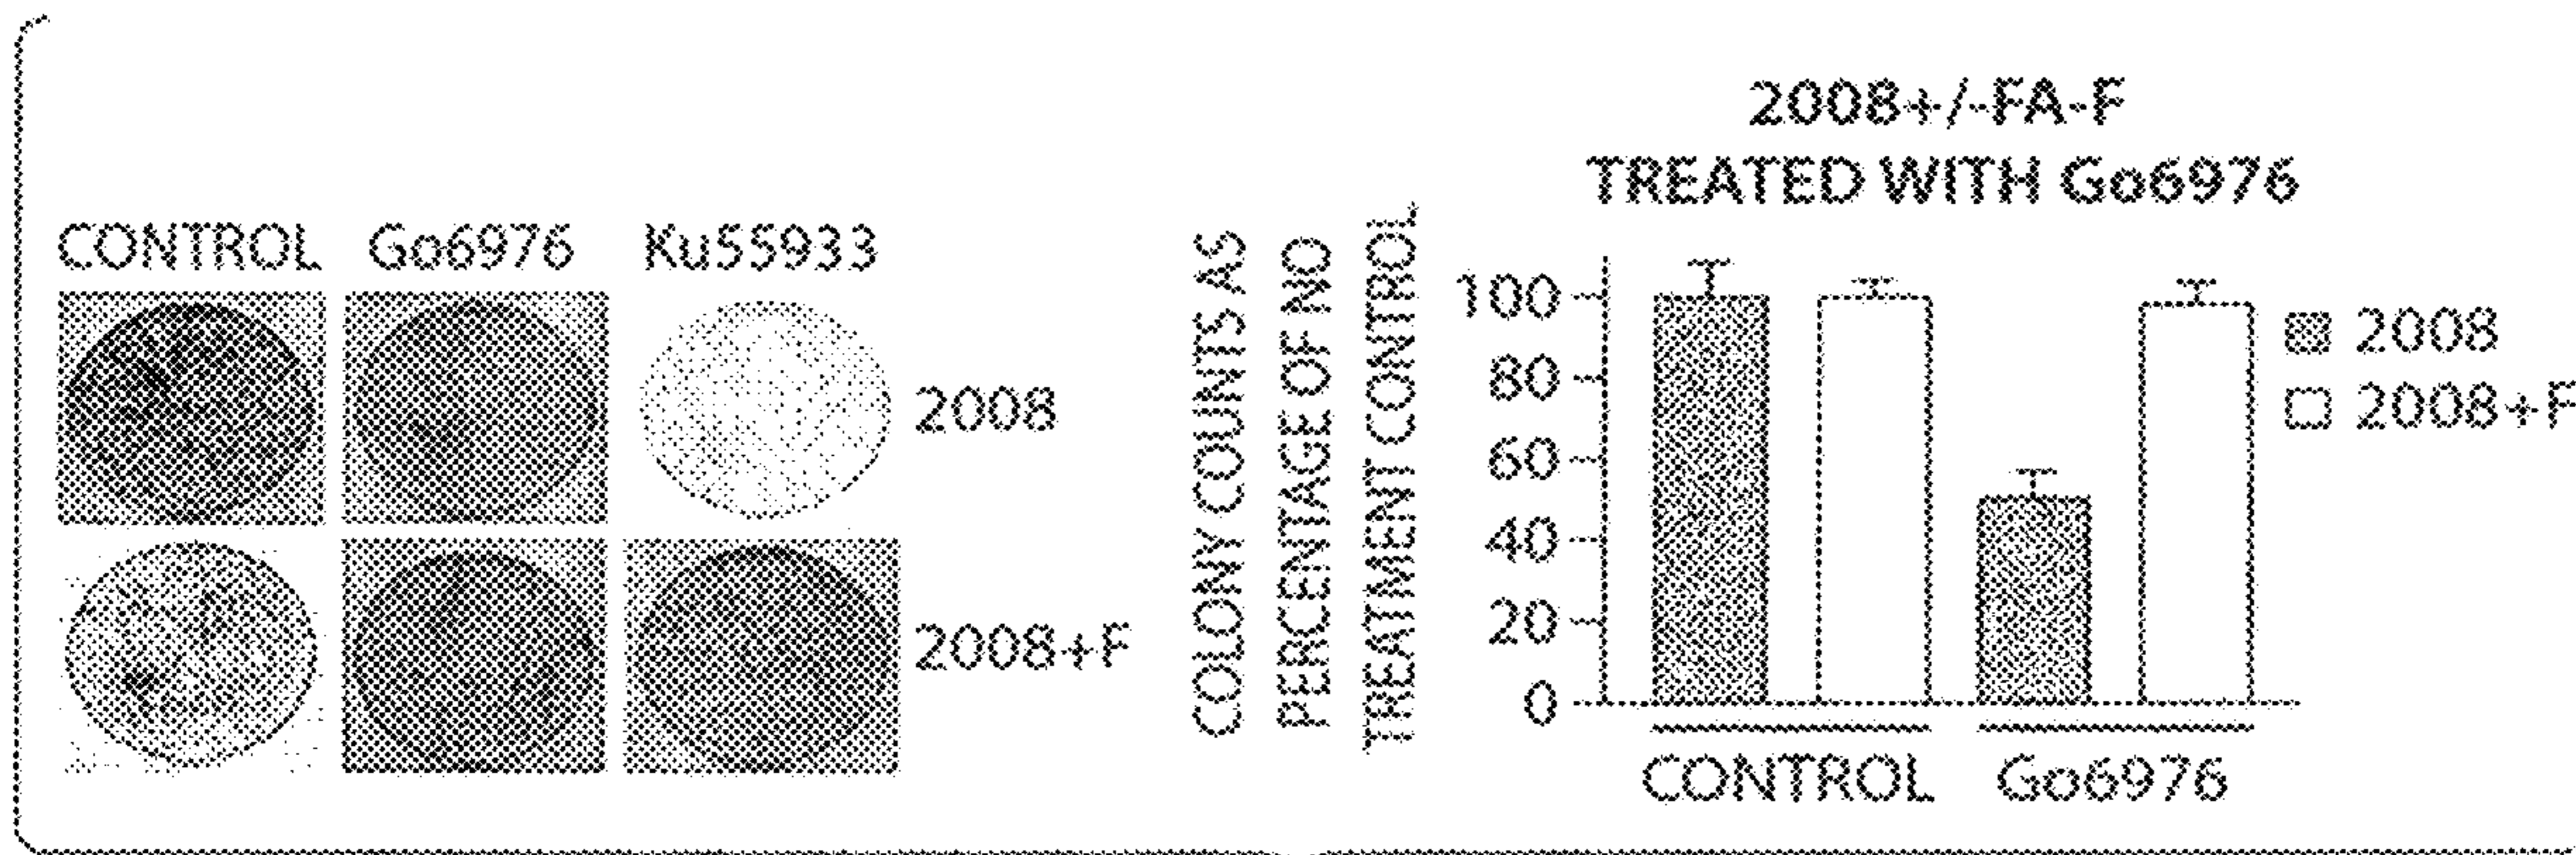 CONTROL Go6976 Ku55933
2008
2008+F
2008+/-FA-F
TREATED WITH Go6976
COLONY COUNTS AS
PERCENTAGE OF NO
TREATMENT CONTROL
100
80
60
40
20
0
CONTROL Go6976
2008
2008+F